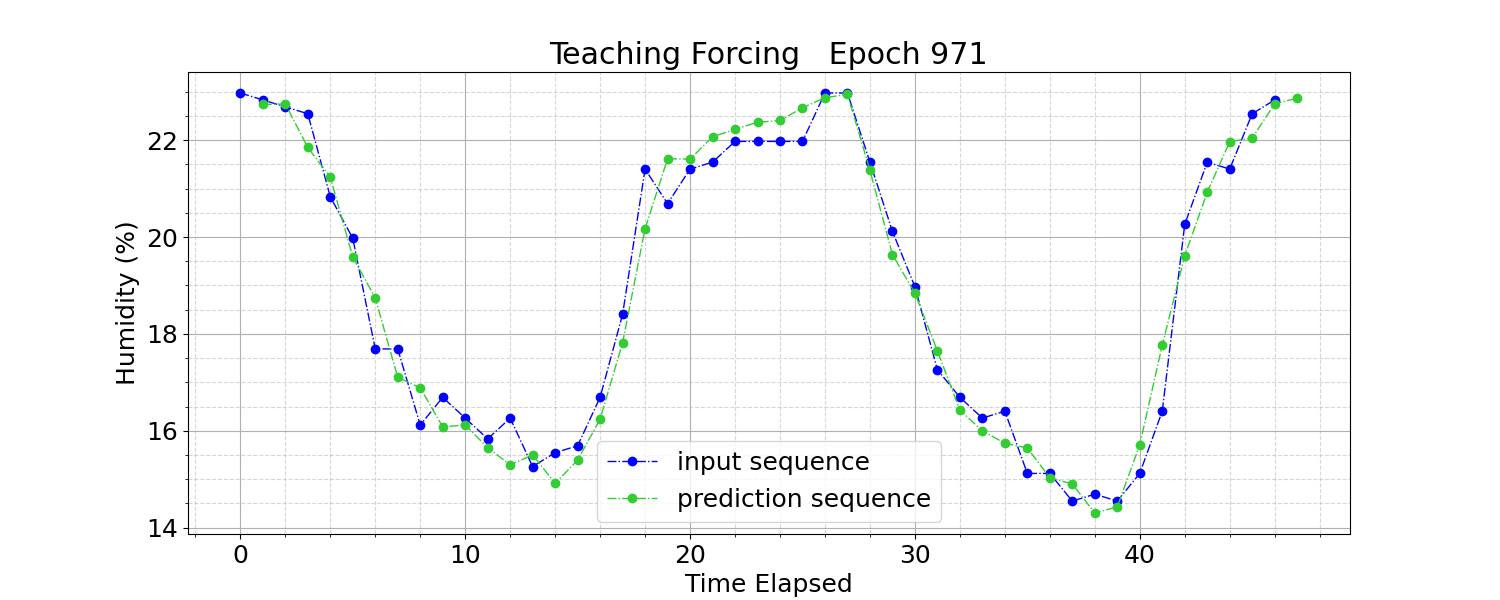 Teaching Forcing   Epoch 971
Humidity (%)
22
20
18
16
14
input sequence
prediction sequence
0 10 20 30 40
Time Elapsed